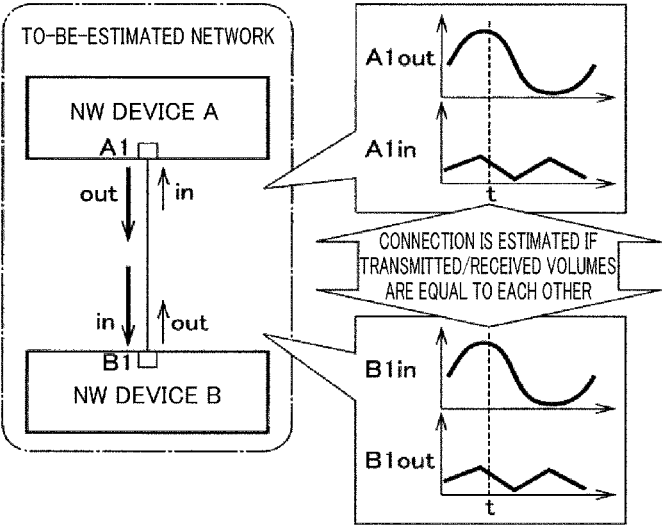 TO-BE-ESTIMATED NETWORK
NW DEVICE A
A1
out
in
in
out
B1
NW DEVICE B
A1out
A1in
t
CONNECTION IS ESTIMATED IF
TRANSMITTED/RECEIVED VOLUMES
ARE EQUAL TO EACH OTHER
B1in
B1out
t